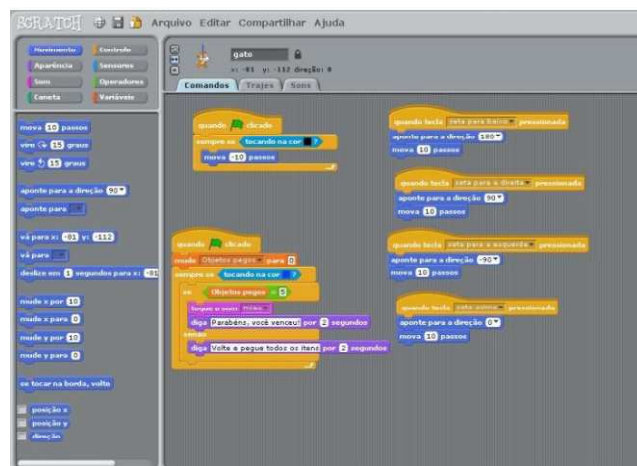 SCRATCH Arquivo Editar Compartilhar Ajuda
Movimento Controle
Aparência Sensores
Som Operadores
Caneta Variáveis
mova 10 passos
vire 15 graus
vire 15 graus
aponte para a direção 90
aponte para
vá para x: -81 y: -112
vá para
deslize em 1 segundos para x: -81
mude x por 10
mude x para 0
mude y por 10
mude y para 0
se tocar na borda, volte
posição x
posição y
direção
gato
x: -81 y: -112 direção: 0
Comandos Trajes Sons
quando clicado
sempre se tocando na cor ?
mova -10 passos
quando clicado
mude Objetos pegos para 0
sempre se tocando na cor ?
se Objetos pegos = 5
toque o som
diga Parabéns, você venceu! por 2 segundos
senão
diga Volte e pegue todos os itens por 2 segundos
quando tecla seta para baixo pressionada
aponte para a direção 180
mova 10 passos
quando tecla seta para a direita pressionada
aponte para a direção 90
mova 10 passos
quando tecla seta para a esquerda pressionada
aponte para a direção -90
mova 10 passos
quando tecla seta acima pressionada
aponte para a direção 0
mova 10 passos